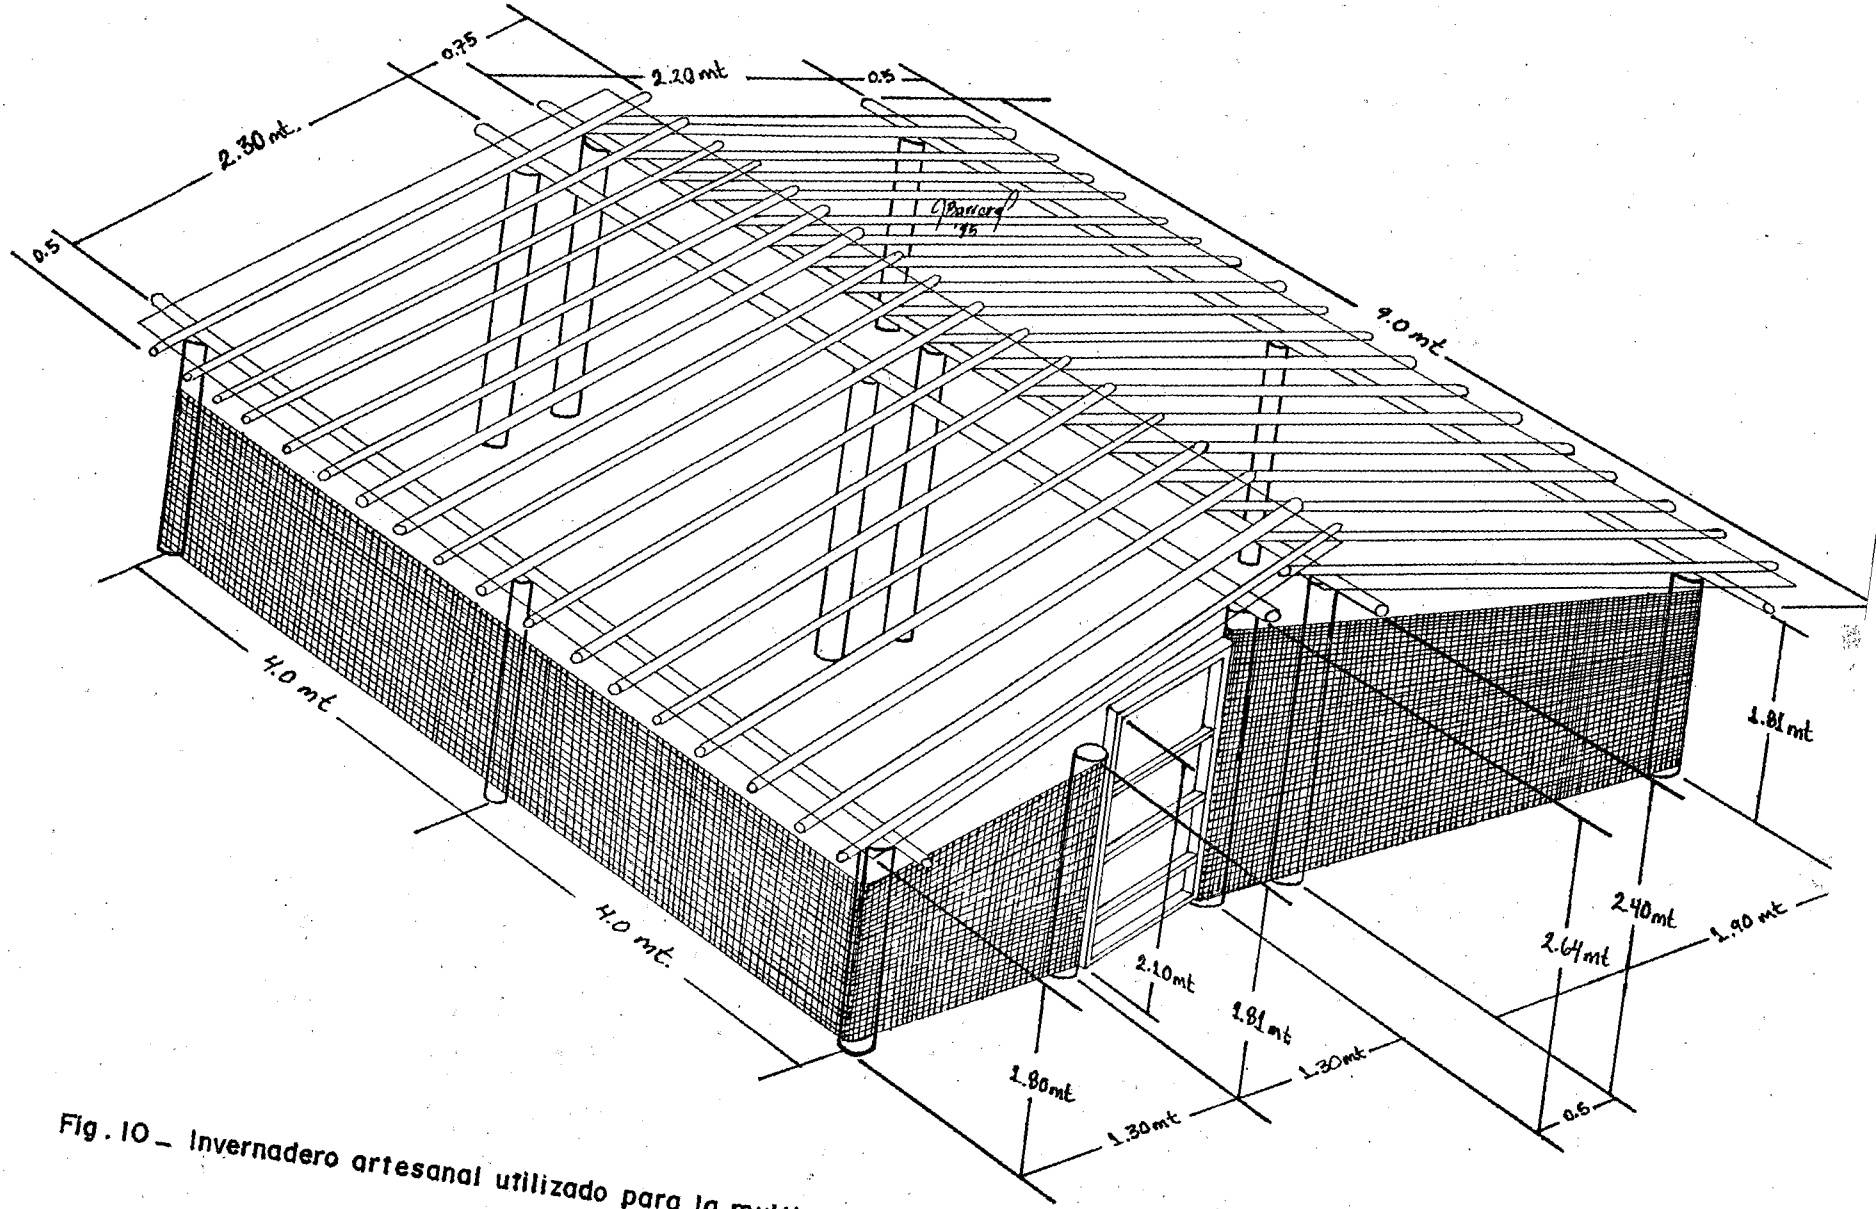 0.75
2.20 mt
0.5
2.30 mt.
0.5
'95
9.0 mt
4.0 mt
4.0 mt.
1.81 mt
2.40 mt
1.90 mt
2.64 mt
2.10 mt
1.81 mt
1.30 mt
1.80 mt
1.30 mt
0.5
Fig. 10_ Invernadero artesanal utilizado para la